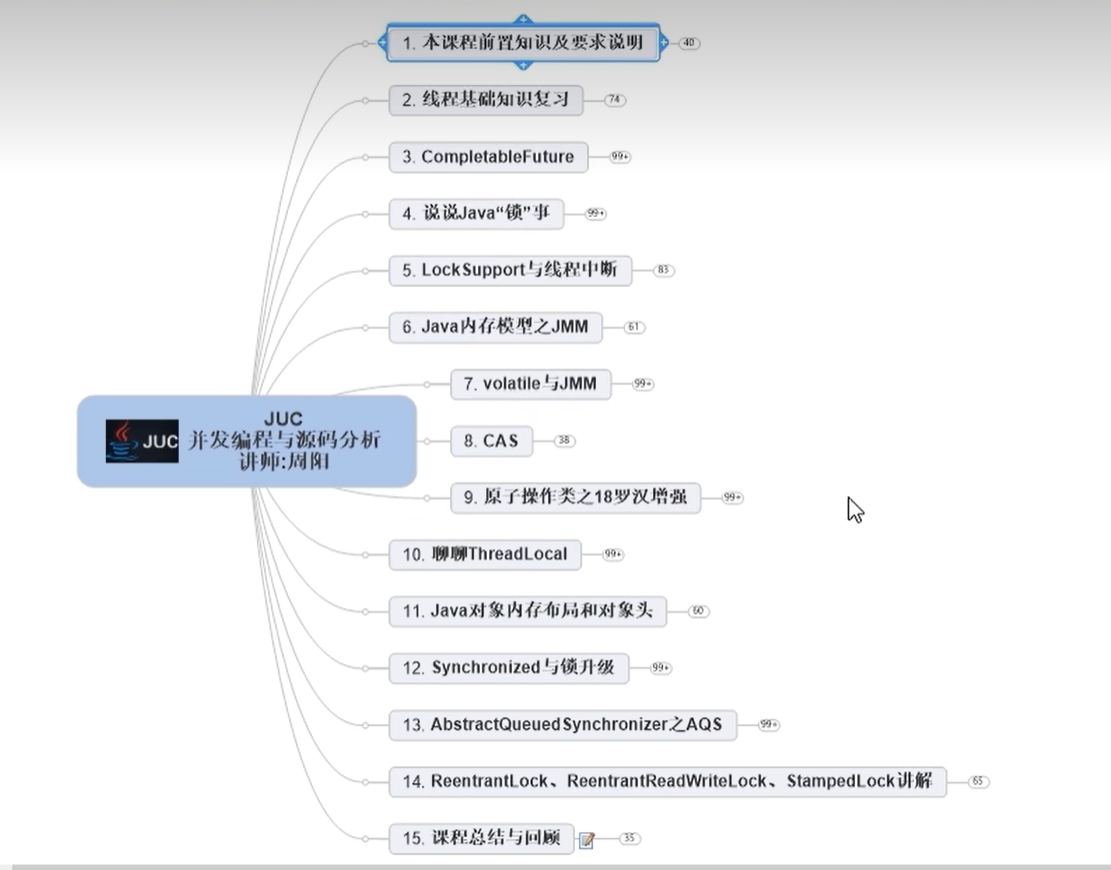 1. 本课程前置知识及要求说明 40
2. 线程基础知识复习 74
3. CompletableFuture 99+
4. 说说Java“锁”事 99+
5. LockSupport与线程中断 83
6. Java内存模型之JMM 61
7. volatile与JMM 99+
JUC
JUC
并发编程与源码分析
讲师:周阳
8. CAS 38
9. 原子操作类之18罗汉增强 99+
10. 聊聊ThreadLocal 99+
11. Java对象内存布局和对象头 60
12. Synchronized与锁升级 99+
13. AbstractQueuedSynchronizer之AQS 99+
14. ReentrantLock、ReentrantReadWriteLock、StampedLock讲解 65
15. 课程总结与回顾 35